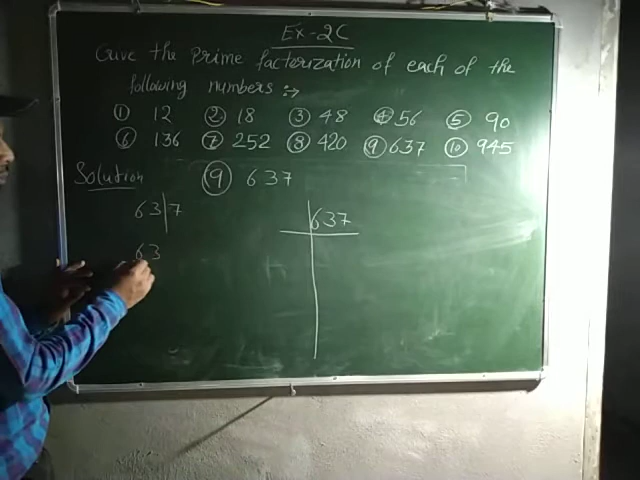 Ex-2C
Give the Prime factorization of each of the
following numbers :→
① 12 ② 18 ③ 48 ④ 56 ⑤ 90
⑥ 136 ⑦ 252 ⑧ 420 ⑨ 637 ⑩ 945
Solution ⑨ 637
63|7 637
63